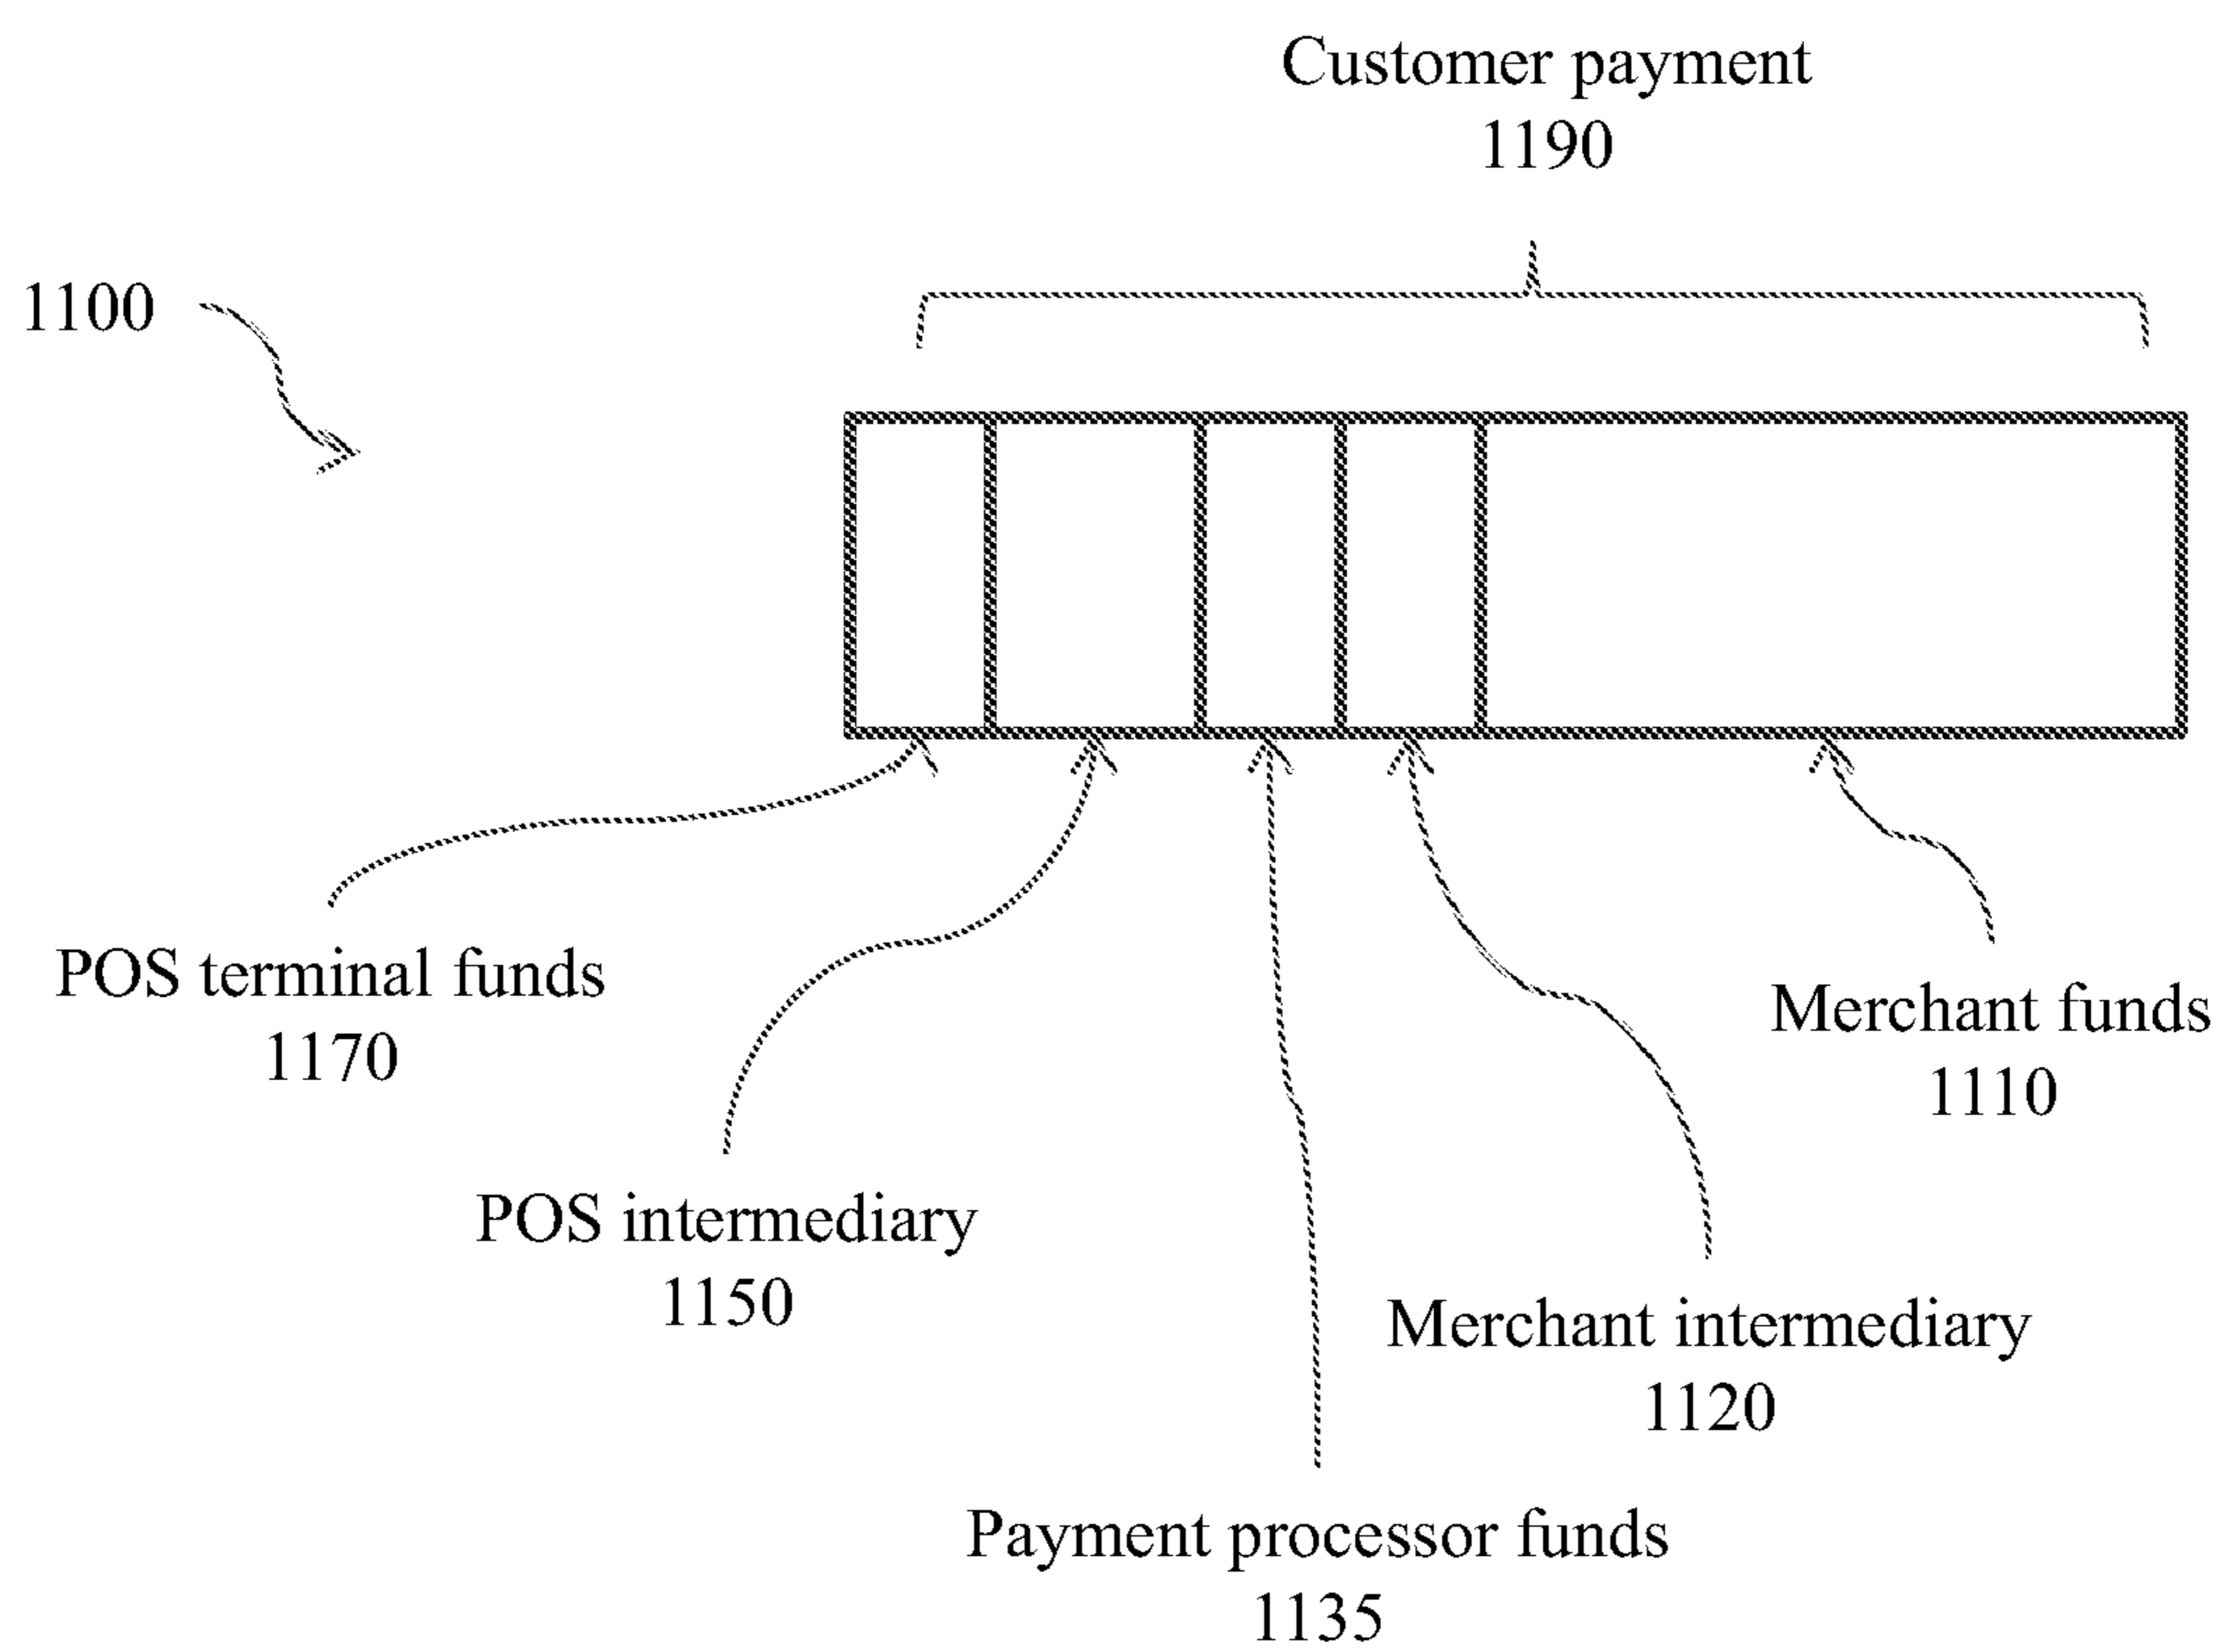 Customer payment
1190
1100
POS terminal funds
1170
POS intermediary
1150
Merchant funds
1110
Merchant intermediary
1120
Payment processor funds
1135